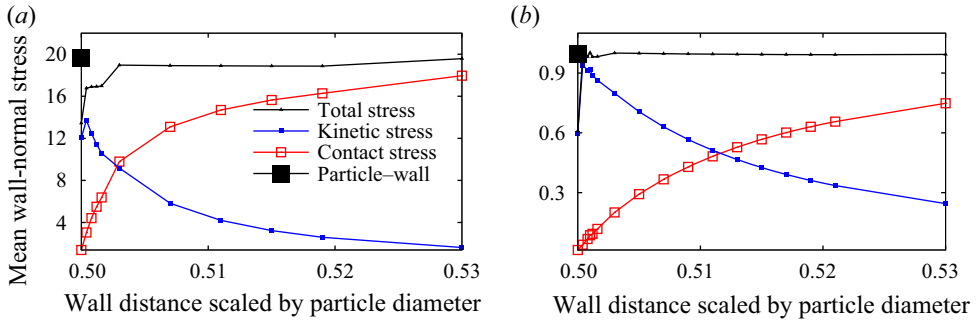 (a)
(b)
Mean wall-normal stress
20
16
12
8
4
0.50
0.51
0.52
0.53
Total stress
Kinetic stress
Contact stress
Particle–wall
Wall distance scaled by particle diameter
0.9
0.6
0.3
0.50
0.51
0.52
0.53
Wall distance scaled by particle diameter